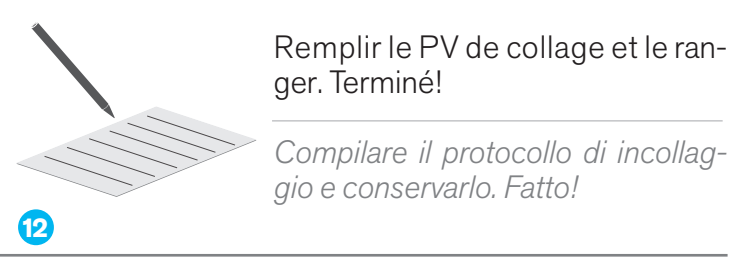 Remplir le PV de collage et le ran-
ger. Terminé!
Compilare il protocollo di incollag-
gio e conservarlo. Fatto!
12